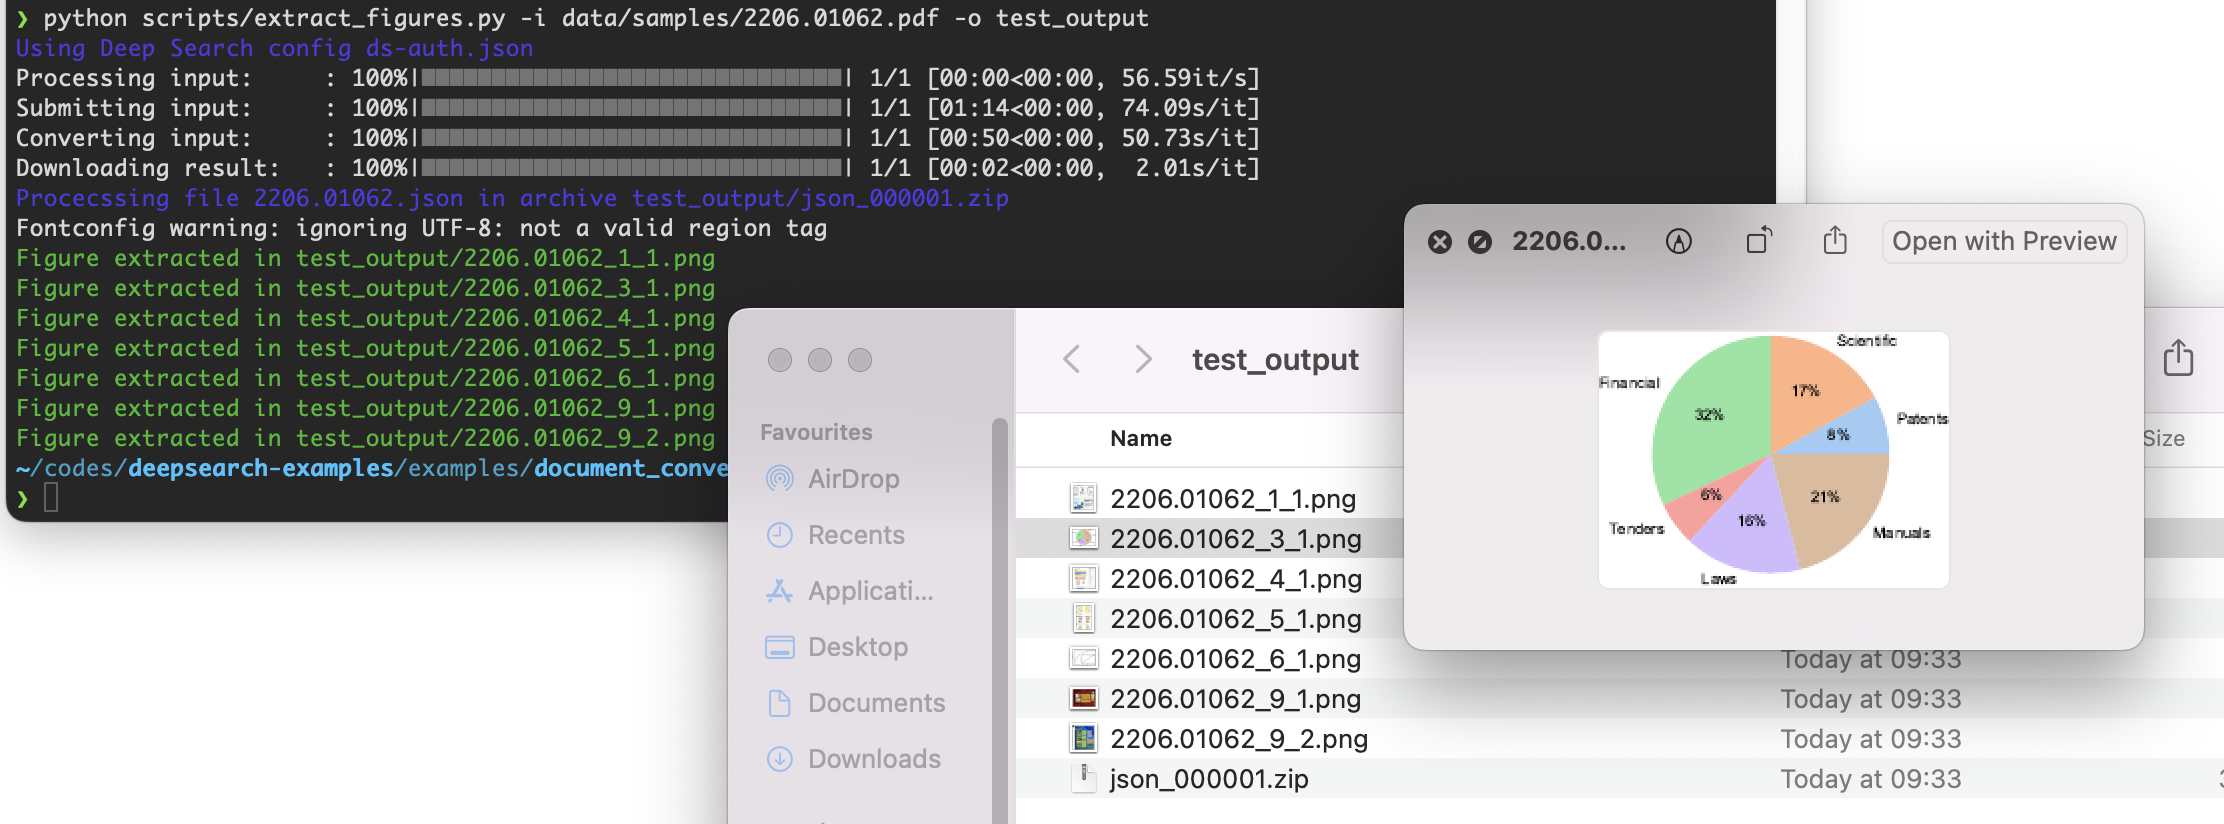 ❯ python scripts/extract_figures.py -i data/samples/2206.01062.pdf -o test_output
Using Deep Search config ds-auth.json
Processing input:     : 100%| | 1/1 [00:00<00:00, 56.59it/s]
Submitting input:     : 100%| | 1/1 [01:14<00:00, 74.09s/it]
Converting input:     : 100%| | 1/1 [00:50<00:00, 50.73s/it]
Downloading result:   : 100%| | 1/1 [00:02<00:00,  2.01s/it]
Procecssing file 2206.01062.json in archive test_output/json_000001.zip
Fontconfig warning: ignoring UTF-8: not a valid region tag
Figure extracted in test_output/2206.01062_1_1.png
Figure extracted in test_output/2206.01062_3_1.png
Figure extracted in test_output/2206.01062_4_1.png
Figure extracted in test_output/2206.01062_5_1.png
Figure extracted in test_output/2206.01062_6_1.png
Figure extracted in test_output/2206.01062_9_1.png
Figure extracted in test_output/2206.01062_9_2.png
~/codes/deepsearch-examples/examples/document_conve
❯
Favourites
AirDrop
Recents
Applicati...
Desktop
Documents
Downloads
test_output
Name
Size
2206.01062_1_1.png
2206.01062_3_1.png
2206.01062_4_1.png
2206.01062_5_1.png
2206.01062_6_1.png Today at 09:33
2206.01062_9_1.png Today at 09:33
2206.01062_9_2.png Today at 09:33
json_000001.zip Today at 09:33
2206.0... Open with Preview
Scientific
17%
Financial
32%
Patents
8%
6%
21%
16%
Tenders
Manuals
Laws